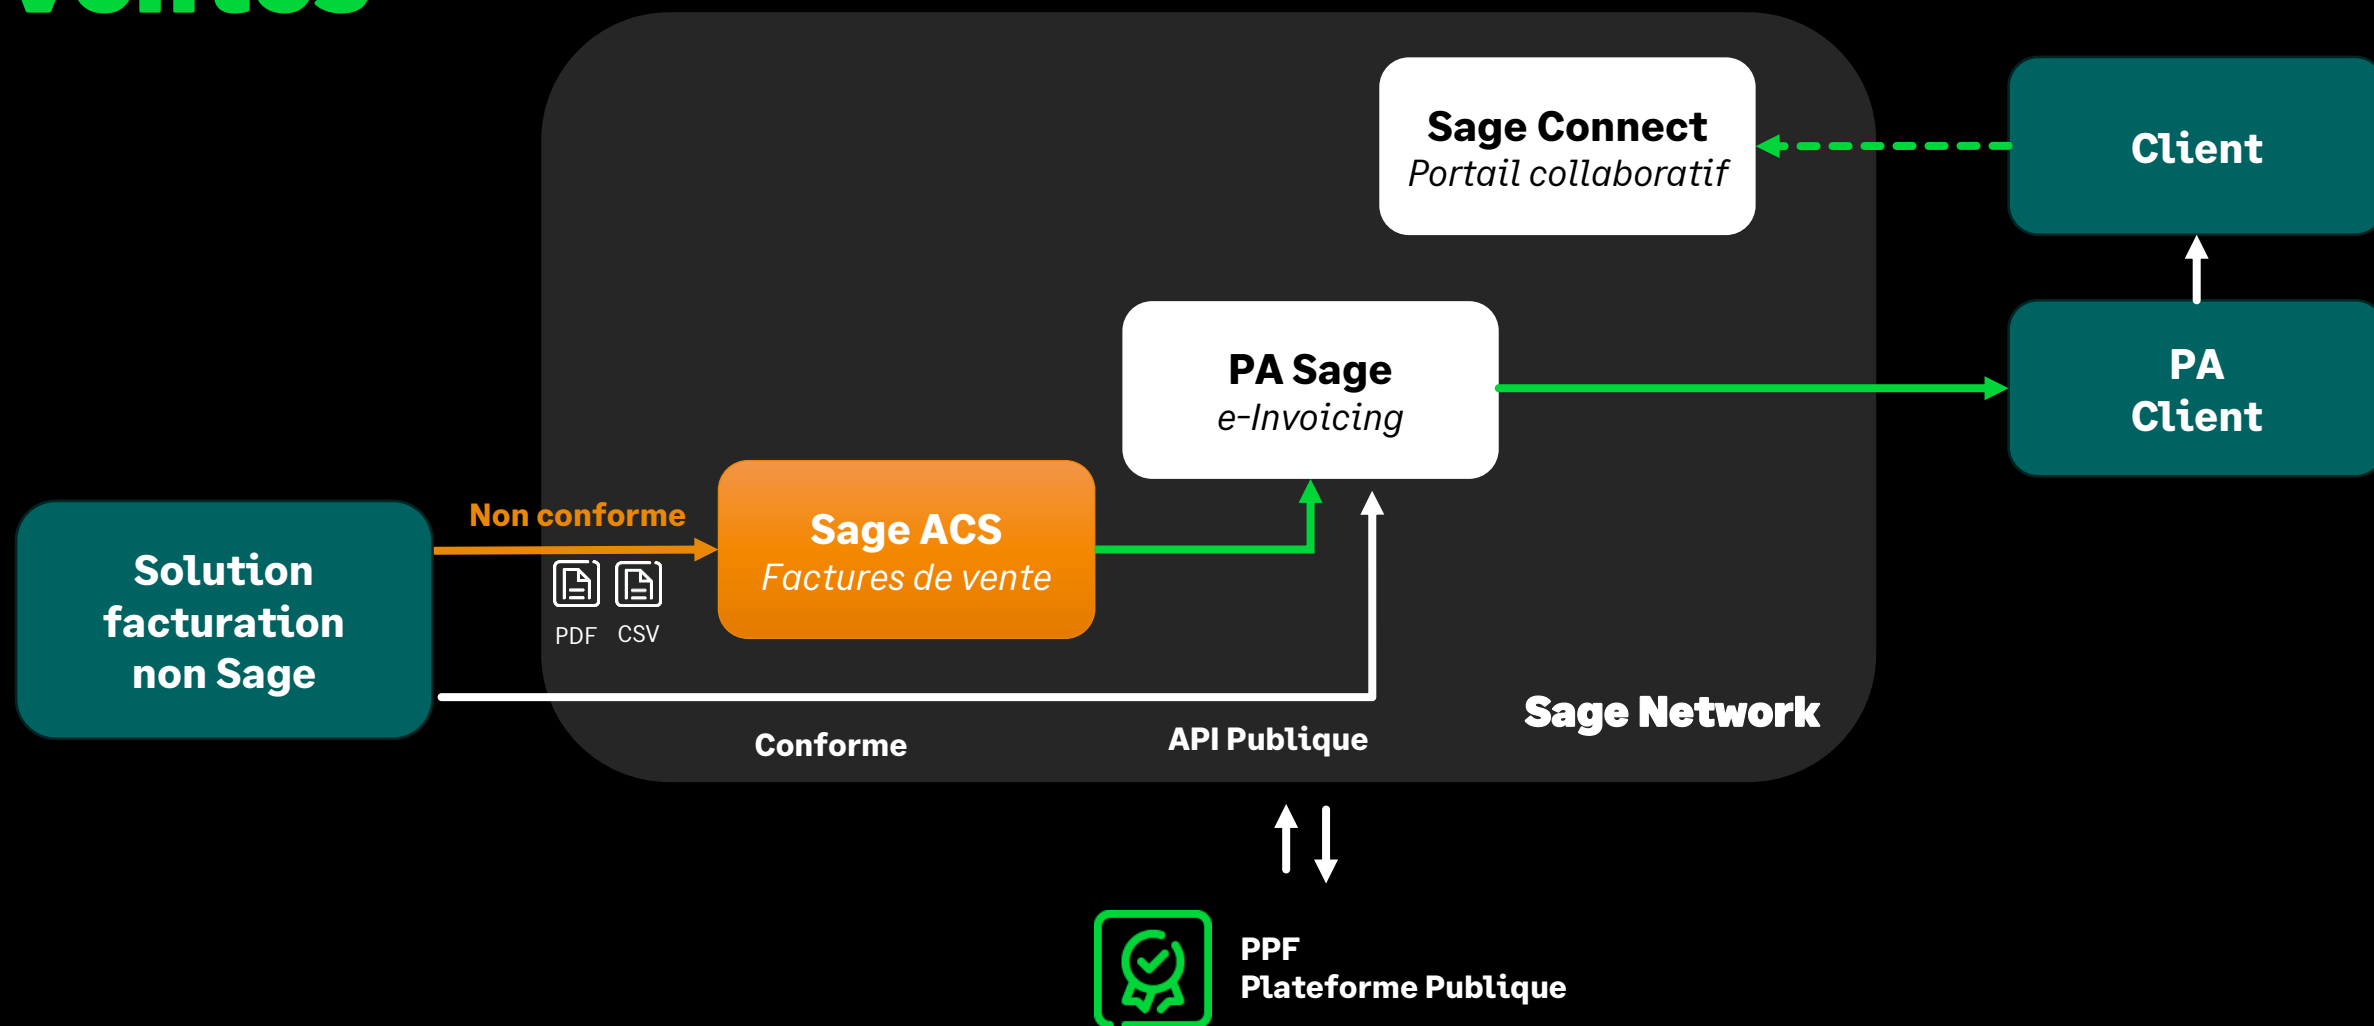 Sage Connect
Portail collaboratif
Client
PA Sage
e-Invoicing
PA
Client
Non conforme
PDF
CSV
Sage ACS
Factures de vente
Solution
facturation
non Sage
Conforme
API Publique
Sage Network
PPF
Plateforme Publique